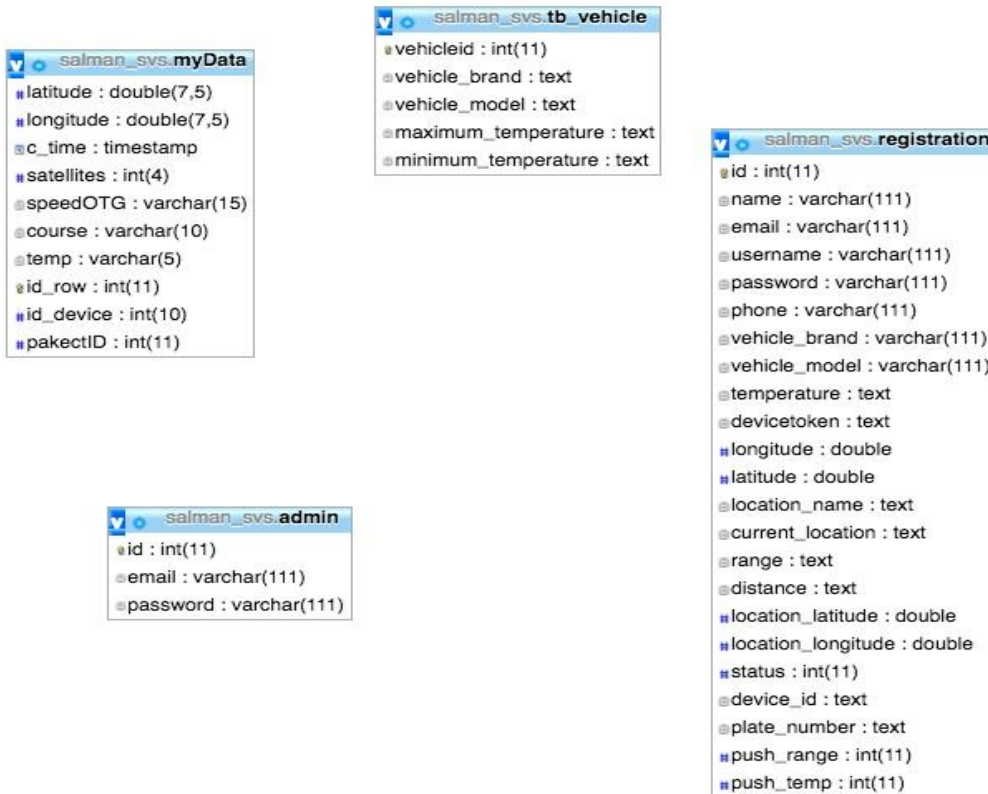 salman_svs.myData
latitude : double(7,5)
longitude : double(7,5)
c_time : timestamp
satellites : int(4)
speedOTG : varchar(15)
course : varchar(10)
temp : varchar(5)
id_row : int(11)
id_device : int(10)
pakectID : int(11)
salman_svs.tb_vehicle
vehicleid : int(11)
vehicle_brand : text
vehicle_model : text
maximum_temperature : text
minimum_temperature : text
salman_svs.registration
id : int(11)
name : varchar(111)
email : varchar(111)
username : varchar(111)
password : varchar(111)
phone : varchar(111)
vehicle_brand : varchar(111)
vehicle_model : varchar(111)
temperature : text
devicetoken : text
longitude : double
latitude : double
location_name : text
current_location : text
range : text
distance : text
location_latitude : double
location_longitude : double
status : int(11)
device_id : text
plate_number : text
push_range : int(11)
push_temp : int(11)
salman_svs.admin
id : int(11)
email : varchar(111)
password : varchar(111)